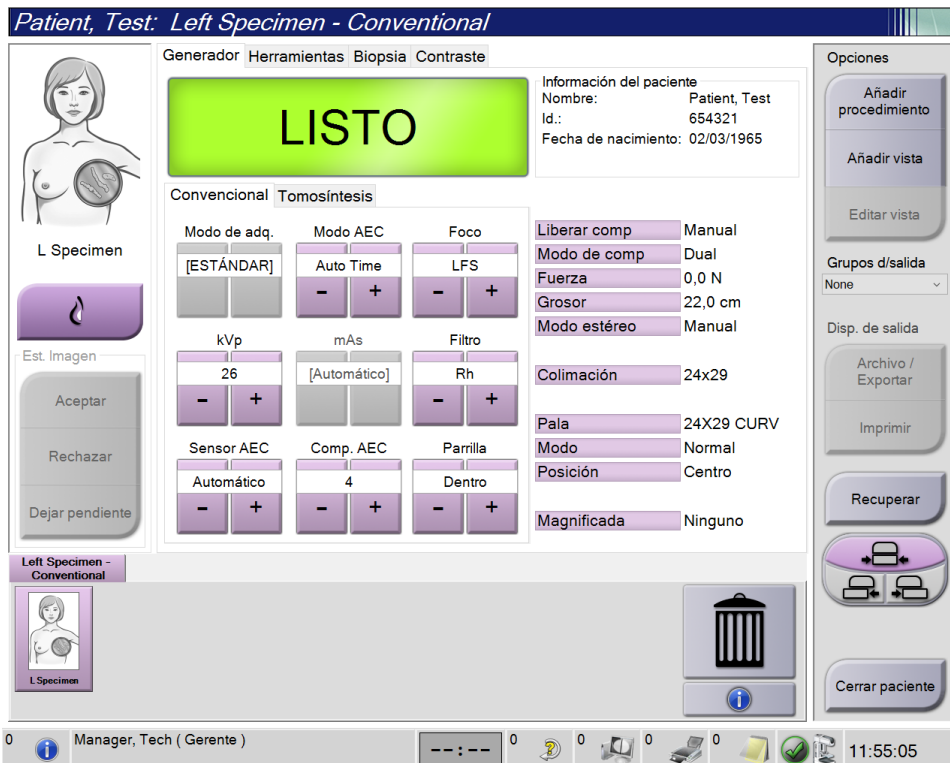 Patient, Test:  Left Specimen - Conventional
Generador Herramientas Biopsia Contraste
LISTO
Información del paciente
Nombre: Patient, Test
Id.: 654321
Fecha de nacimiento: 02/03/1965
L Specimen
Est. Imagen
Aceptar
Rechazar
Dejar pendiente
Convencional Tomosíntesis
Modo de adq. Modo AEC Foco
[ESTÁNDAR] Auto Time LFS
- + - +
kVp mAs Filtro
26 [Automático] Rh
- + - +
Sensor AEC Comp. AEC Parrilla
Automático 4 Dentro
- + - + - +
Liberar comp Manual
Modo de comp Dual
Fuerza 0,0 N
Grosor 22,0 cm
Modo estéreo Manual
Colimación 24x29
Pala 24X29 CURV
Modo Normal
Posición Centro
Magnificada Ninguno
Opciones
Añadir
procedimiento
Añadir vista
Editar vista
Grupos d/salida
None
Disp. de salida
Archivo /
Exportar
Imprimir
Recuperar
Cerrar paciente
Left Specimen -
Conventional
L Specimen
0 Manager, Tech ( Gerente ) --:-- 0 0 0 0 11:55:05